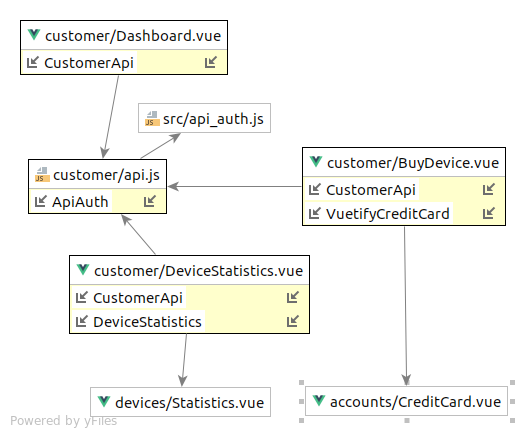 customer/Dashboard.vue
CustomerApi
src/api_auth.js
customer/api.js
ApiAuth
customer/BuyDevice.vue
CustomerApi
VuetifyCreditCard
customer/DeviceStatistics.vue
CustomerApi
DeviceStatistics
devices/Statistics.vue
accounts/CreditCard.vue
Powered by yFiles